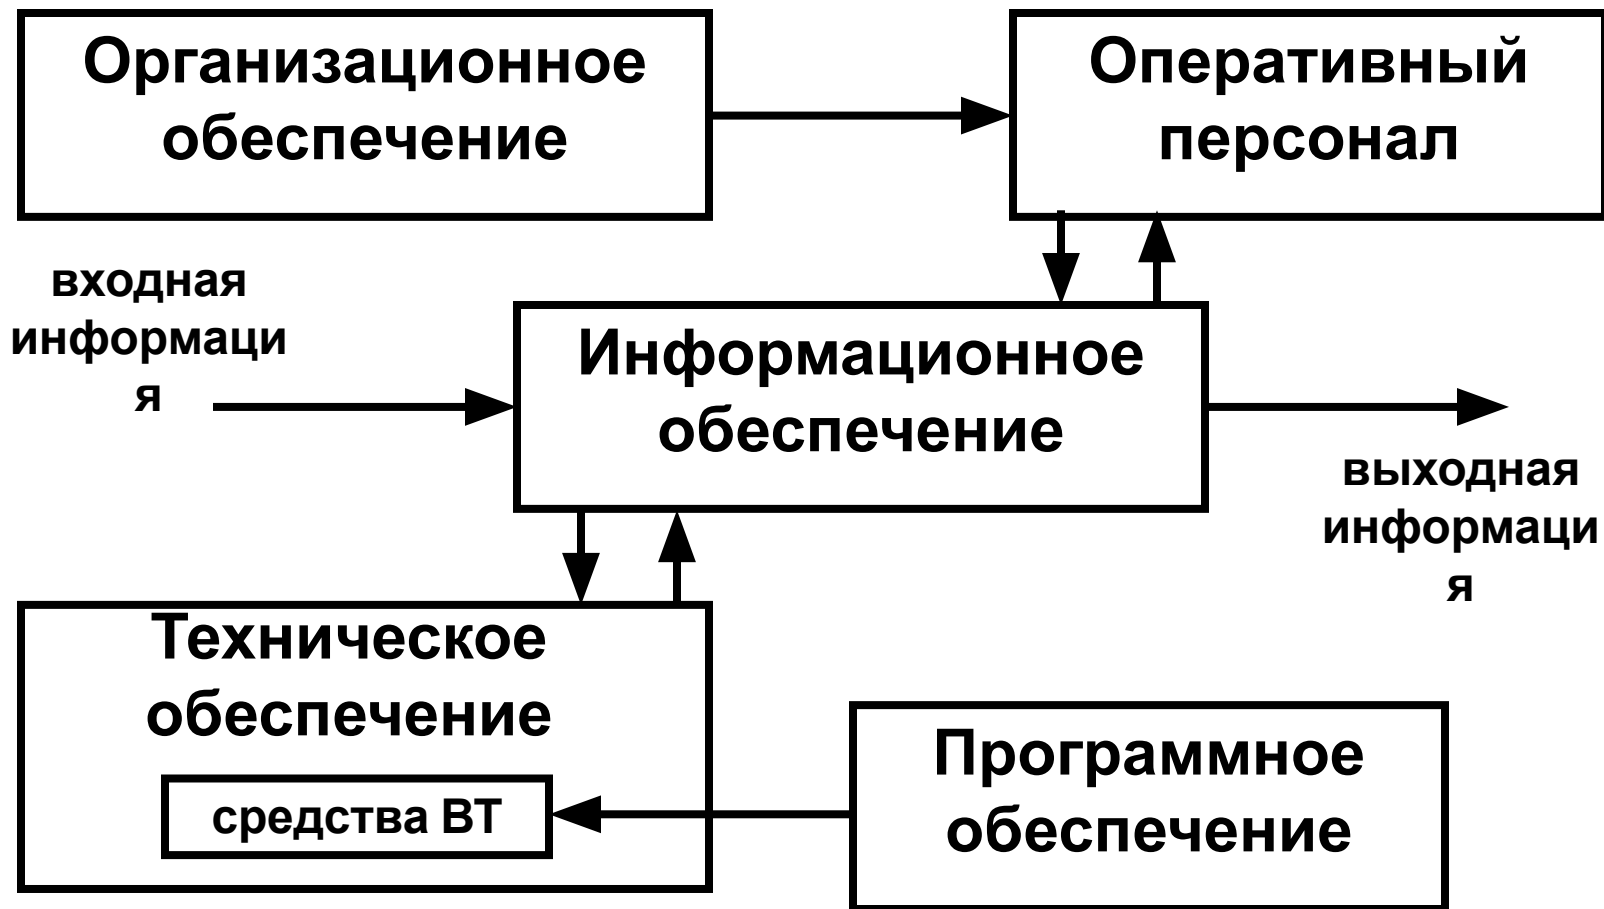 Организационное
обеспечение
Оперативный
персонал
входная
информаци
я
Информационное
обеспечение
выходная
информаци
я
Техническое
обеспечение
средства ВТ
Программное
обеспечение